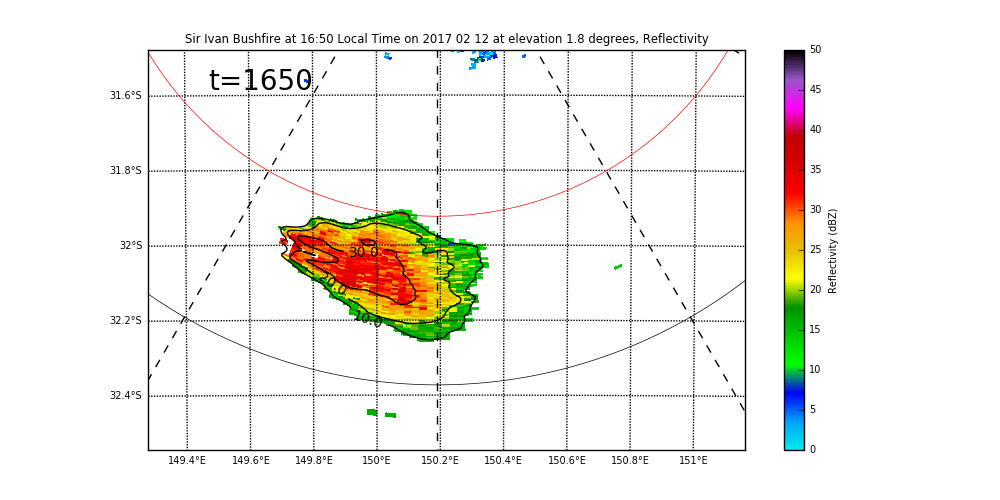 Sir Ivan Bushfire at 16:50 Local Time on 2017 02 12 at elevation 1.8 degrees, Reflectivity
t=1650
31.6°S
31.8°S
32°S
32.2°S
32.4°S
30.0
20.0
10.0
149.4°E 149.6°E 149.8°E 150°E 150.2°E 150.4°E 150.6°E 150.8°E 151°E
50
45
40
35
30
25
20
15
10
5
0
Reflectivity (dBZ)